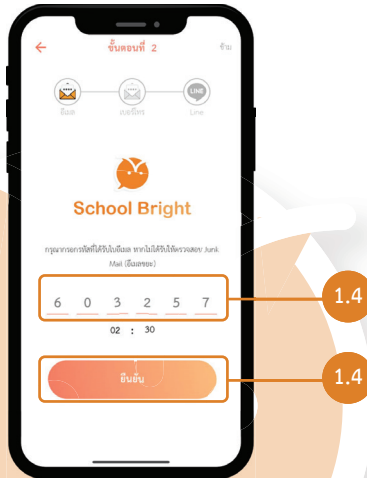 ขั้นตอนที่ 2
ข้าม
LINE
อีเมล
เบอร์โทร
Line
School Bright
กรุณากรอกรหัสที่ได้รับในอีเมล หากไม่ได้รับให้ตรวจสอบ Junk
Mail (อีเมลขยะ)
6 0 3 2 5 7
1.4
02 : 30
ยืนยัน
1.4